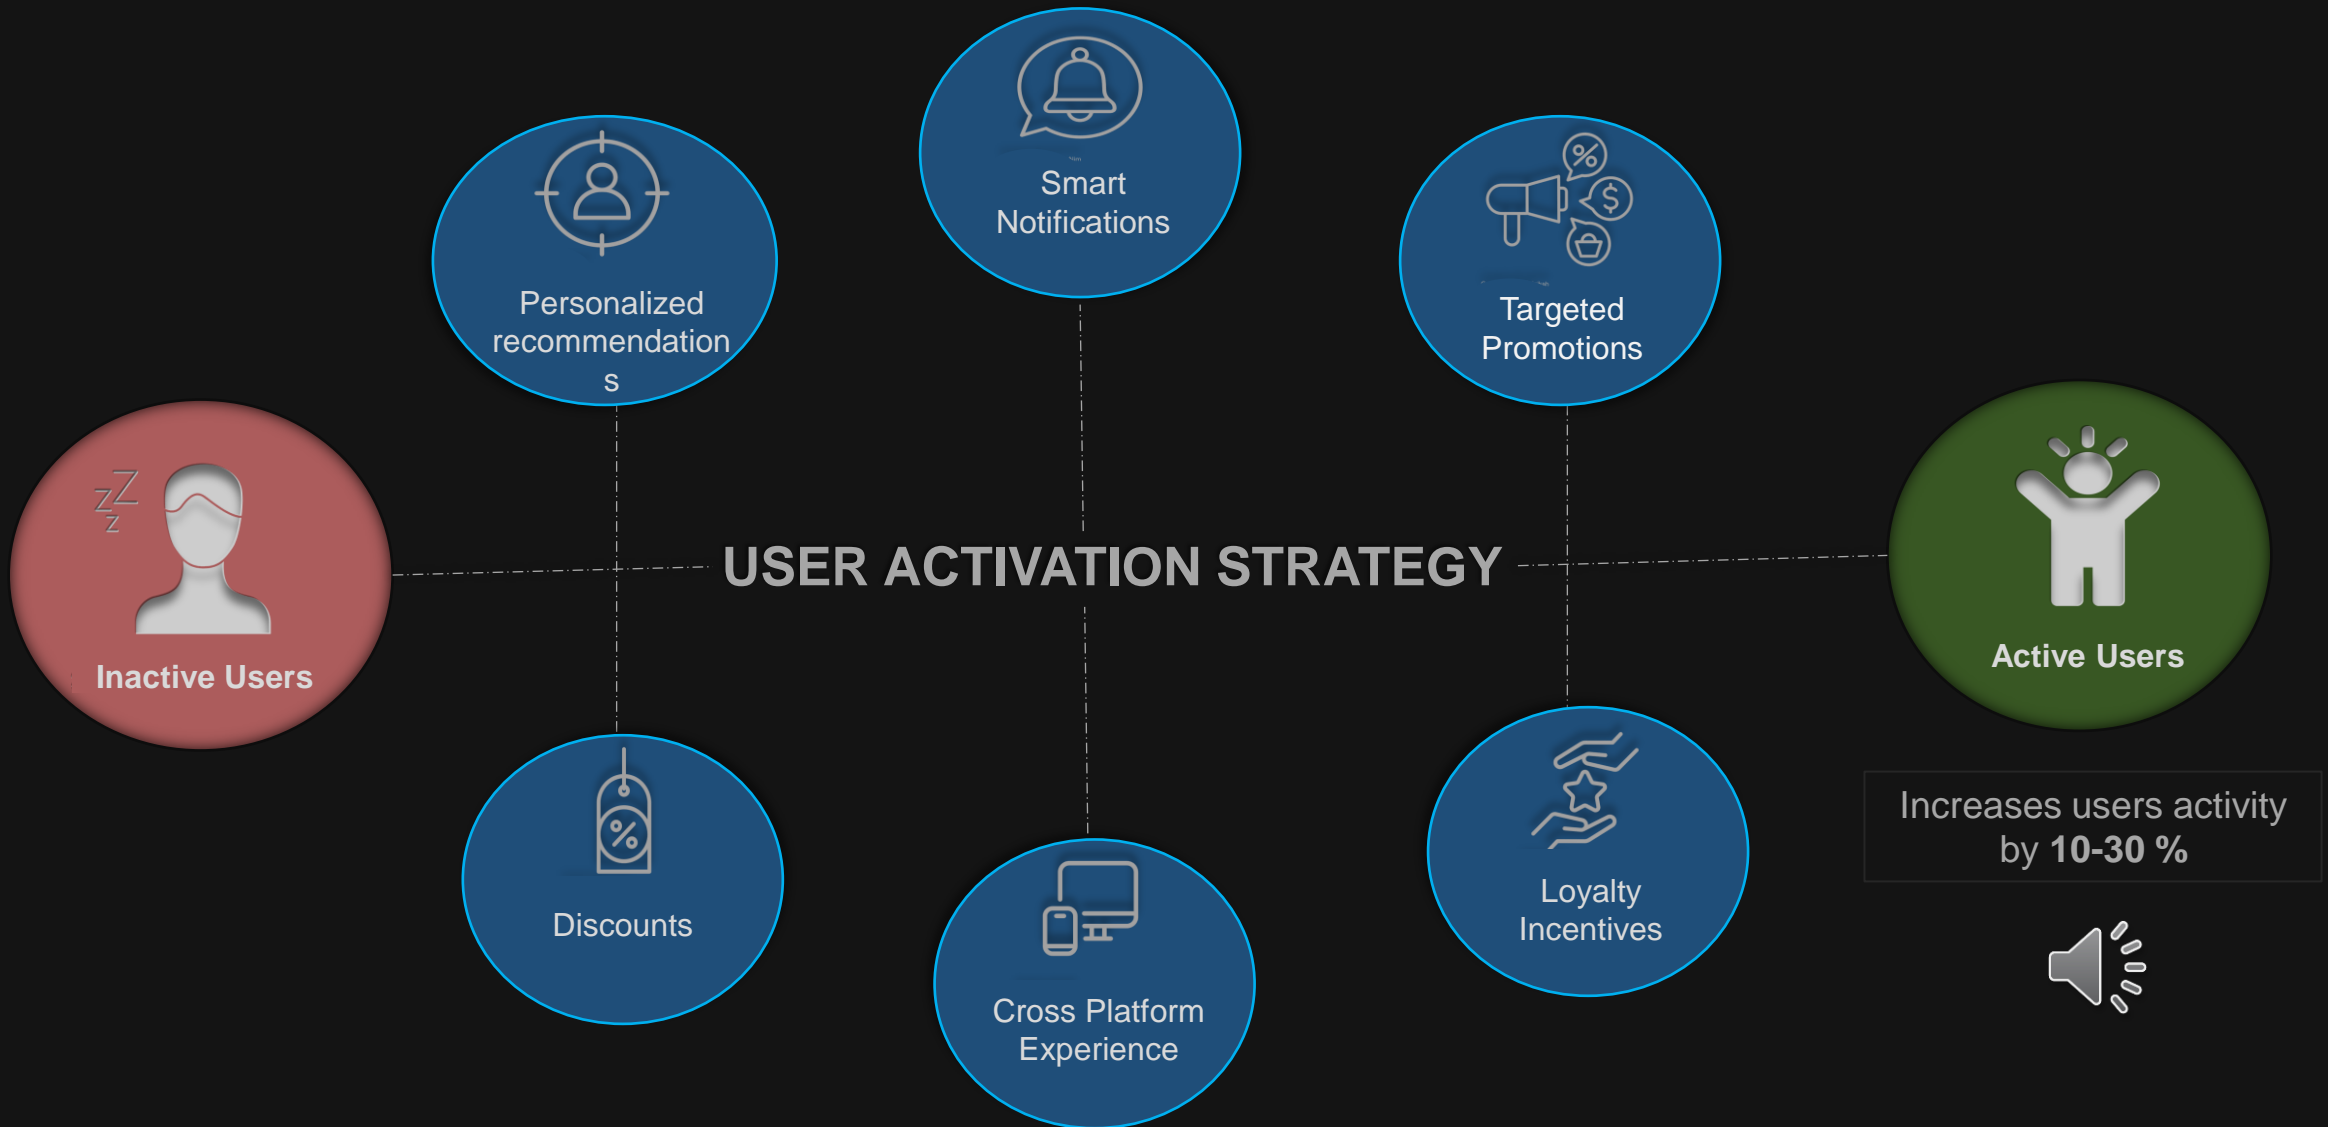 Smart
Notifications
Personalized
recommendation
s
Targeted
Promotions
zZ
z
Inactive Users
USER ACTIVATION STRATEGY
Active Users
Discounts
Cross Platform
Experience
Loyalty
Incentives
Increases users activity
by 10-30 %